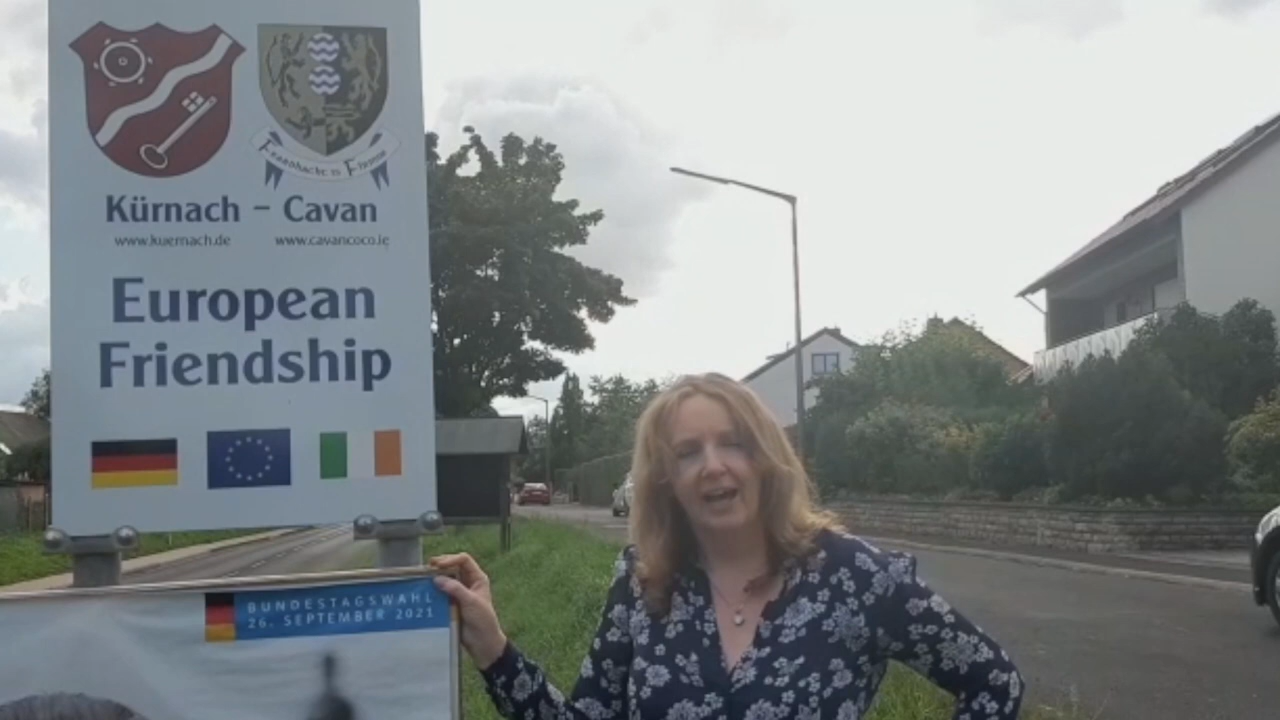 Kürnach – Cavan
www.kuernach.de www.cavancoco.ie
European
Friendship
BUNDESTAGSWAHL
26. SEPTEMBER 2021